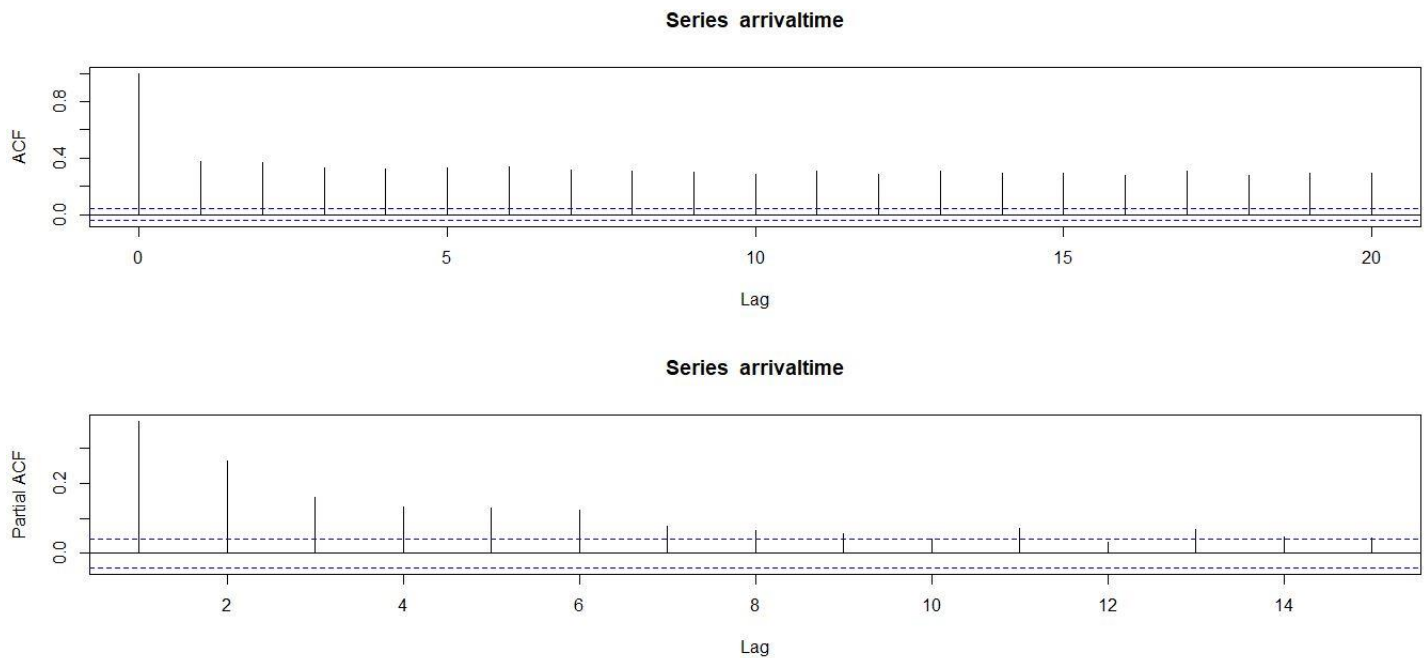 Series arrivaltime
ACF
0.8
0.4
0.0
0 5 10 15 20
Lag
Series arrivaltime
Partial ACF
0.2
0.0
2 4 6 8 10 12 14
Lag